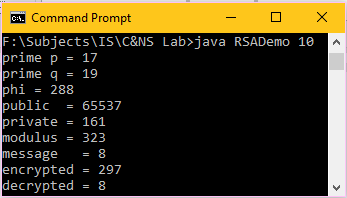 Command Prompt
F:\Subjects\IS\C&NS Lab>java RSADemo 10
prime p = 17
prime q = 19
phi = 288
public  = 65537
private = 161
modulus = 323
message   = 8
encrypted = 297
decrypted = 8